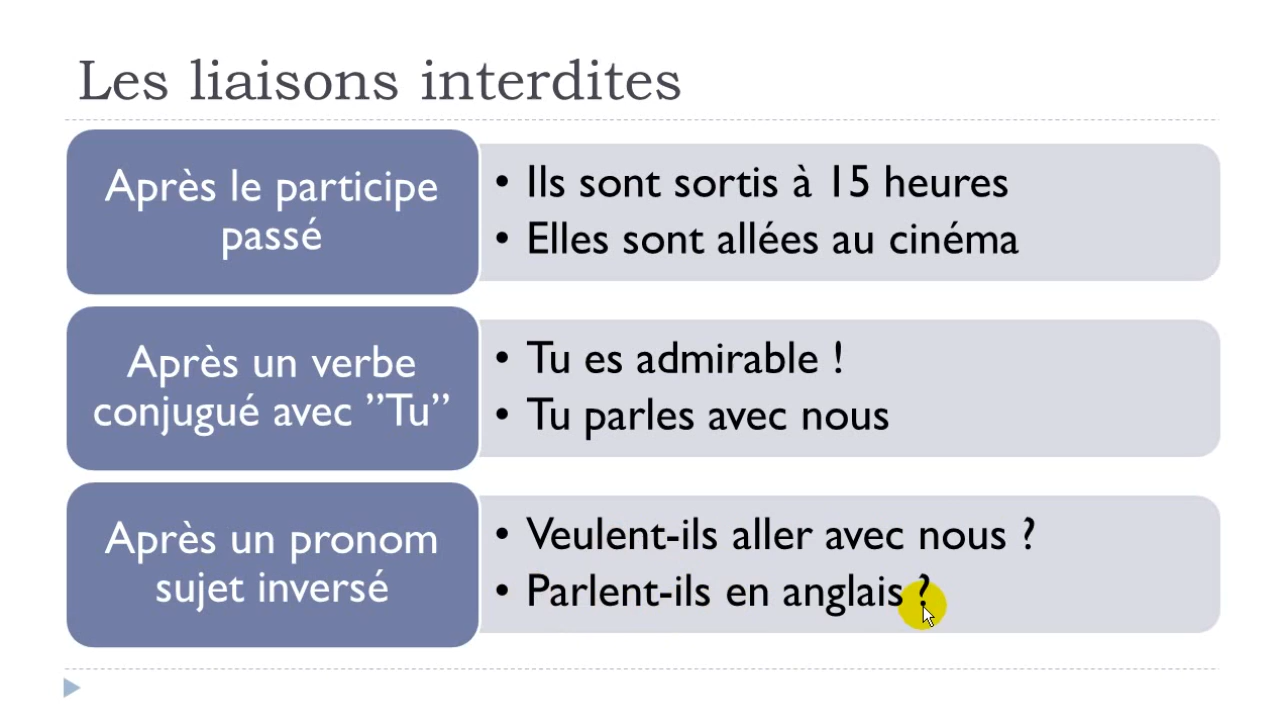 Les liaisons interdites
Après le participe
passé
• Ils sont sortis à 15 heures
• Elles sont allées au cinéma
Après un verbe
conjugué avec ”Tu”
• Tu es admirable !
• Tu parles avec nous
Après un pronom
sujet inversé
• Veulent-ils aller avec nous ?
• Parlent-ils en anglais ?